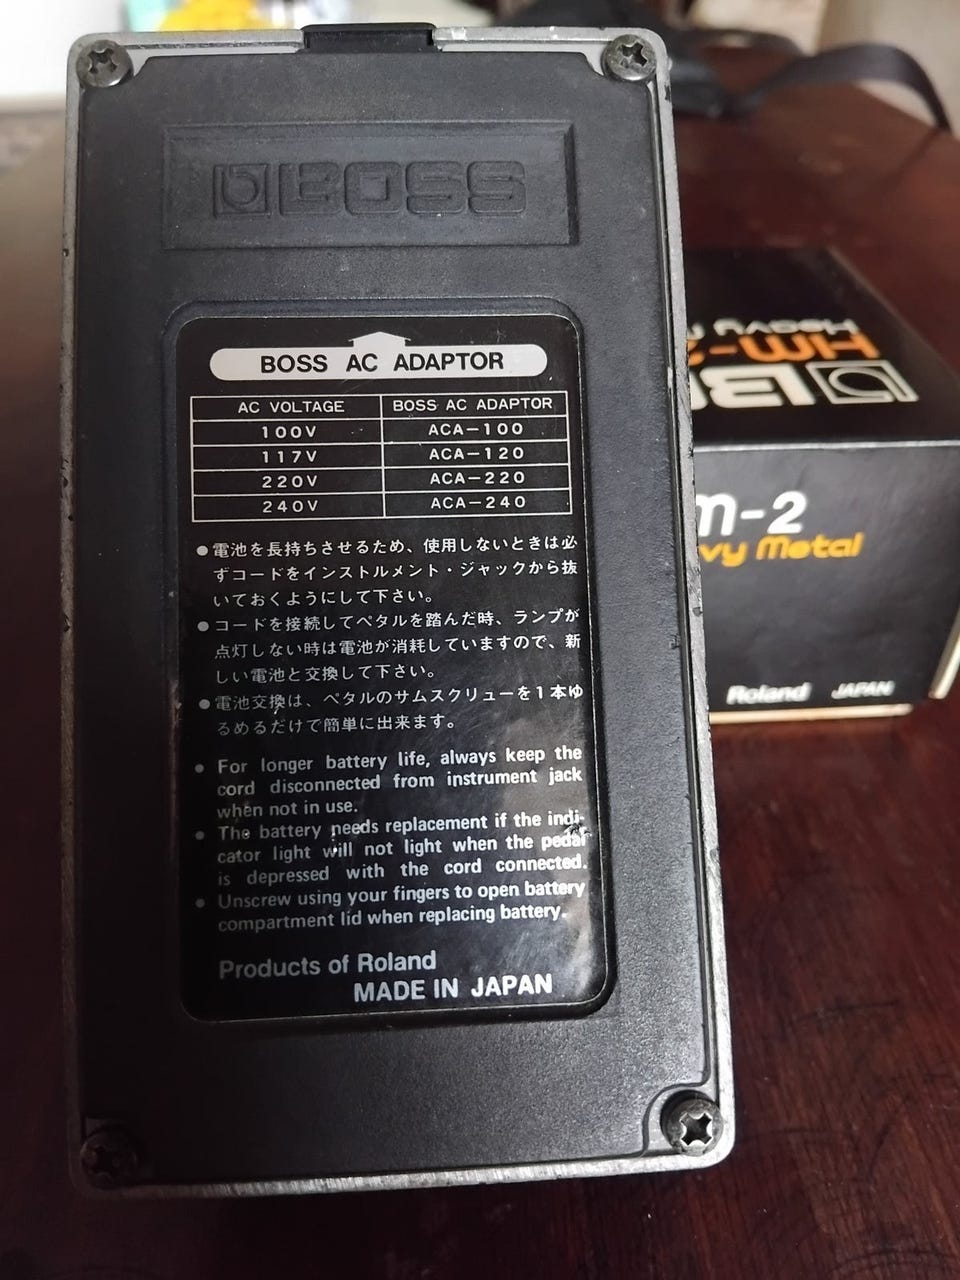 BOSS
BOSS AC ADAPTOR
AC VOLTAGE BOSS AC ADAPTOR
100V ACA-100
117V ACA-120
220V ACA-220
240V ACA-240
●電池を長持ちさせるため、使用しないときは必
ずコードをインストルメント・ジャックから抜
いておくようにして下さい。
●コードを接続してペタルを踏んだ時、ランプが
点灯しない時は電池が消耗していますので、新
しい電池と交換して下さい。
●電池交換は、ペタルのサムスクリューを1本ゆ
るめるだけで簡単に出来ます。
● For longer battery life, always keep the
cord disconnected from instrument jack
when not in use.
● The battery needs replacement if the indi-
cator light will not light when the pedal
is depressed with the cord connected.
● Unscrew using your fingers to open battery
compartment lid when replacing battery.
Products of Roland
MADE IN JAPAN
Heavy
HM-2
B
m-2
vy Metal
Roland JAPAN